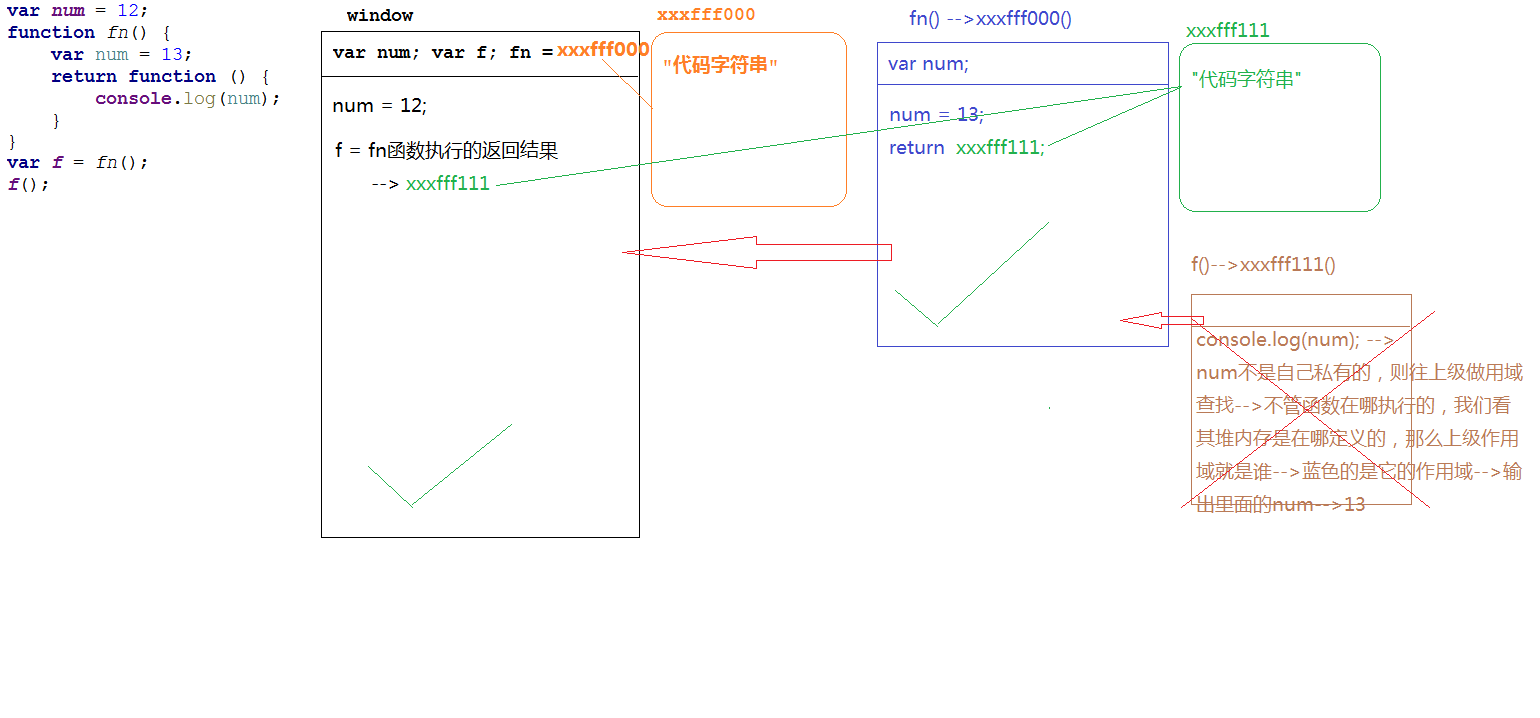 var num = 12;
function fn() {
    var num = 13;
    return function () {
        console.log(num);
    }
}
var f = fn();
f();
window
var num; var f; fn = xxxfff000
num = 12;
f = fn函数执行的返回结果
--> xxxfff111
xxxfff000
"代码字符串"
fn() -->xxxfff000()
var num;
num = 13;
return xxxfff111;
xxxfff111
"代码字符串"
f()-->xxxfff111()
console.log(num); -->
num不是自己私有的，则往上级做用域
查找-->不管函数在哪执行的，我们看
其堆内存是在哪定义的，那么上级作用
域就是谁-->蓝色的是它的作用域-->输
出里面的num-->13